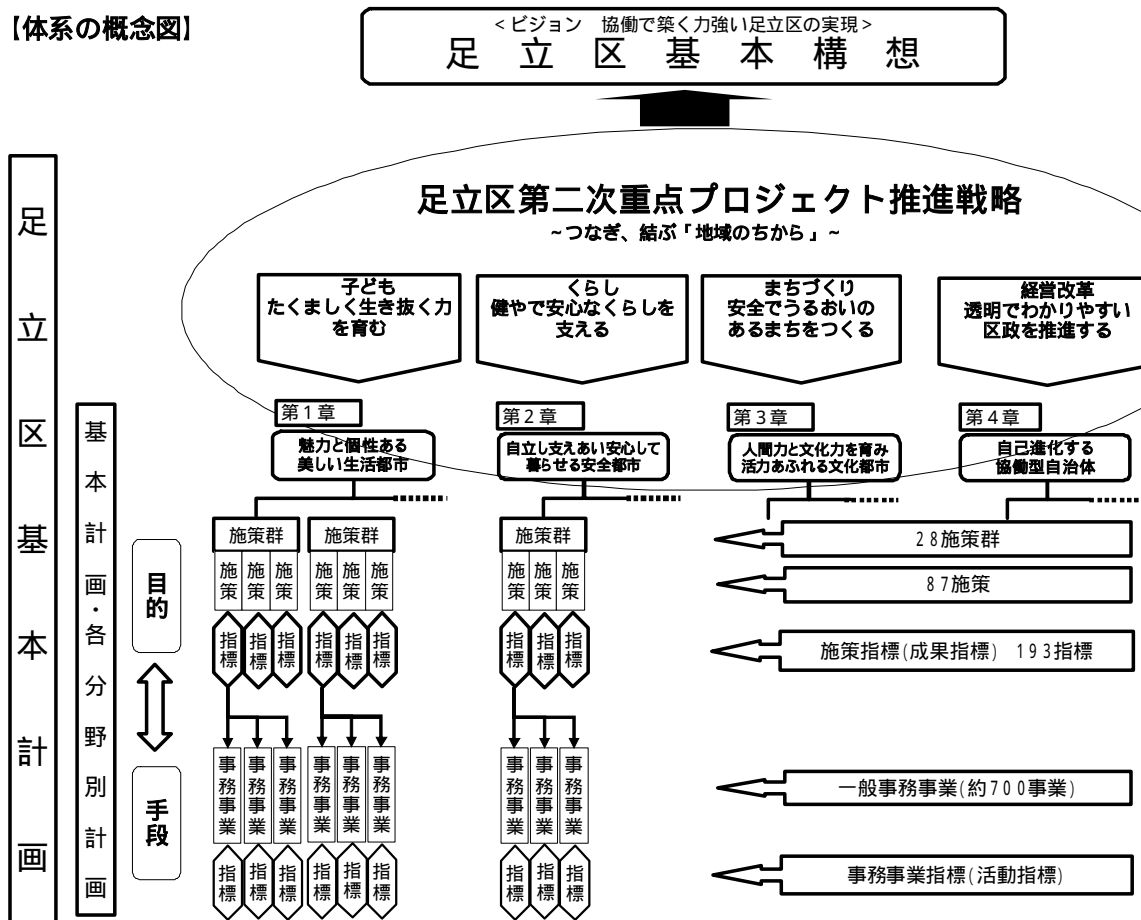 【体系の概念図】
<ビジョン　協働で築く力強い足立区の実現>
足立区基本構想
足立区第二次重点プロジェクト推進戦略
~つなぎ、結ぶ「地域のちから」~
子ども
たくましく生き抜く力
を育む
くらし
健やで安心なくらしを
支える
まちづくり
安全でうるおいの
あるまちをつくる
経営改革
透明でわかりやすい
区政を推進する
足立区基本計画
基本計画・各分野別計画
目的
手段
第1章
魅力と個性ある
美しい生活都市
第2章
自立し支えあい安心して
暮らせる安全都市
第3章
人間力と文化力を育み
活力あふれる文化都市
第4章
自己進化する
協働型自治体
施策群
施策群
施策群
28施策群
施策
施策
施策
施策
施策
施策
施策
施策
施策
87施策
指標
指標
指標
指標
指標
指標
指標
指標
指標
施策指標(成果指標)　193指標
事務事業
事務事業
事務事業
事務事業
事務事業
事務事業
事務事業
事務事業
事務事業
一般事務事業(約700事業)
指標
指標
指標
指標
指標
指標
指標
指標
指標
事務事業指標(活動指標)